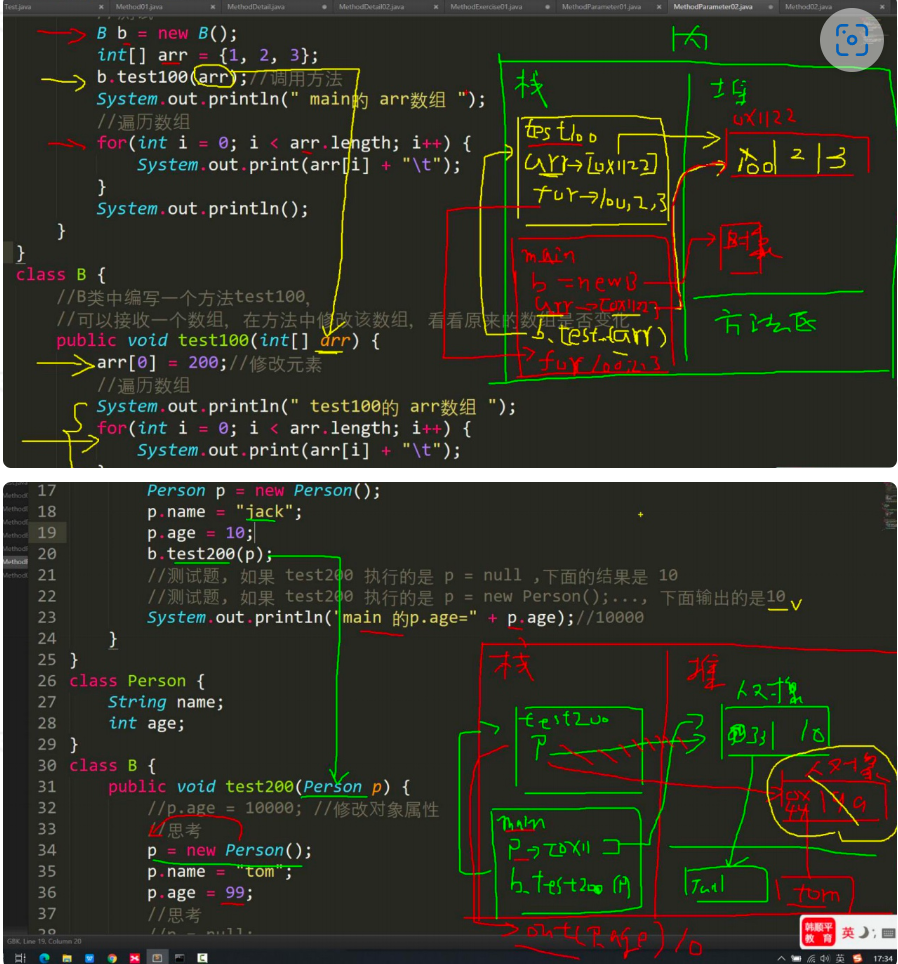 Test.java
Method01.java
MethodDetail.java
MethodDetail02.java
MethodExercise01.java
MethodParameter01.java
MethodParameter02.java
Method02.java
B b = new B();
int[] arr = {1, 2, 3};
b.test100(arr);//调用方法
System.out.println(" main的 arr数组 ");
//遍历数组
for(int i = 0; i < arr.length; i++) {
System.out.print(arr[i] + "\t");
}
System.out.println();
}
}
class B {
//B类中编写一个方法test100,
//可以接收一个数组, 在方法中修改该数组, 看看原来的数组是否变化
public void test100(int[] arr) {
arr[0] = 200;//修改元素
//遍历数组
System.out.println(" test100的 arr数组 ");
for(int i = 0; i < arr.length; i++) {
System.out.print(arr[i] + "\t");
栈
堆
0x1122
test100
arr→[0x1122]
for→100,2,3
100| 2 | 3
main
b = new B
arr→[0x1122]
b.test..(arr)
for 100,2,3
B对象
方法区
17 Person p = new Person();
18 p.name = "jack";
19 p.age = 10;
20 b.test200(p);
21 //测试题, 如果 test200 执行的是 p = null ,下面的结果是 10
22 //测试题, 如果 test200 执行的是 p = new Person();..., 下面输出的是10
23 System.out.println("main 的p.age=" + p.age);//10000
24 }
25 }
26 class Person {
27 String name;
28 int age;
29 }
30 class B {
31 public void test200(Person p) {
32 //p.age = 10000; //修改对象属性
33 //思考
34 p = new Person();
35 p.name = "tom";
36 p.age = 99;
37 //思考
38 //p = null;
栈
堆
test200
p
main
p→[0x11]
b.test200(p)
out(p.age) 10
10
tom
GBK, Line 19, Column 20
韩顺平
教 育
英
英
17:34